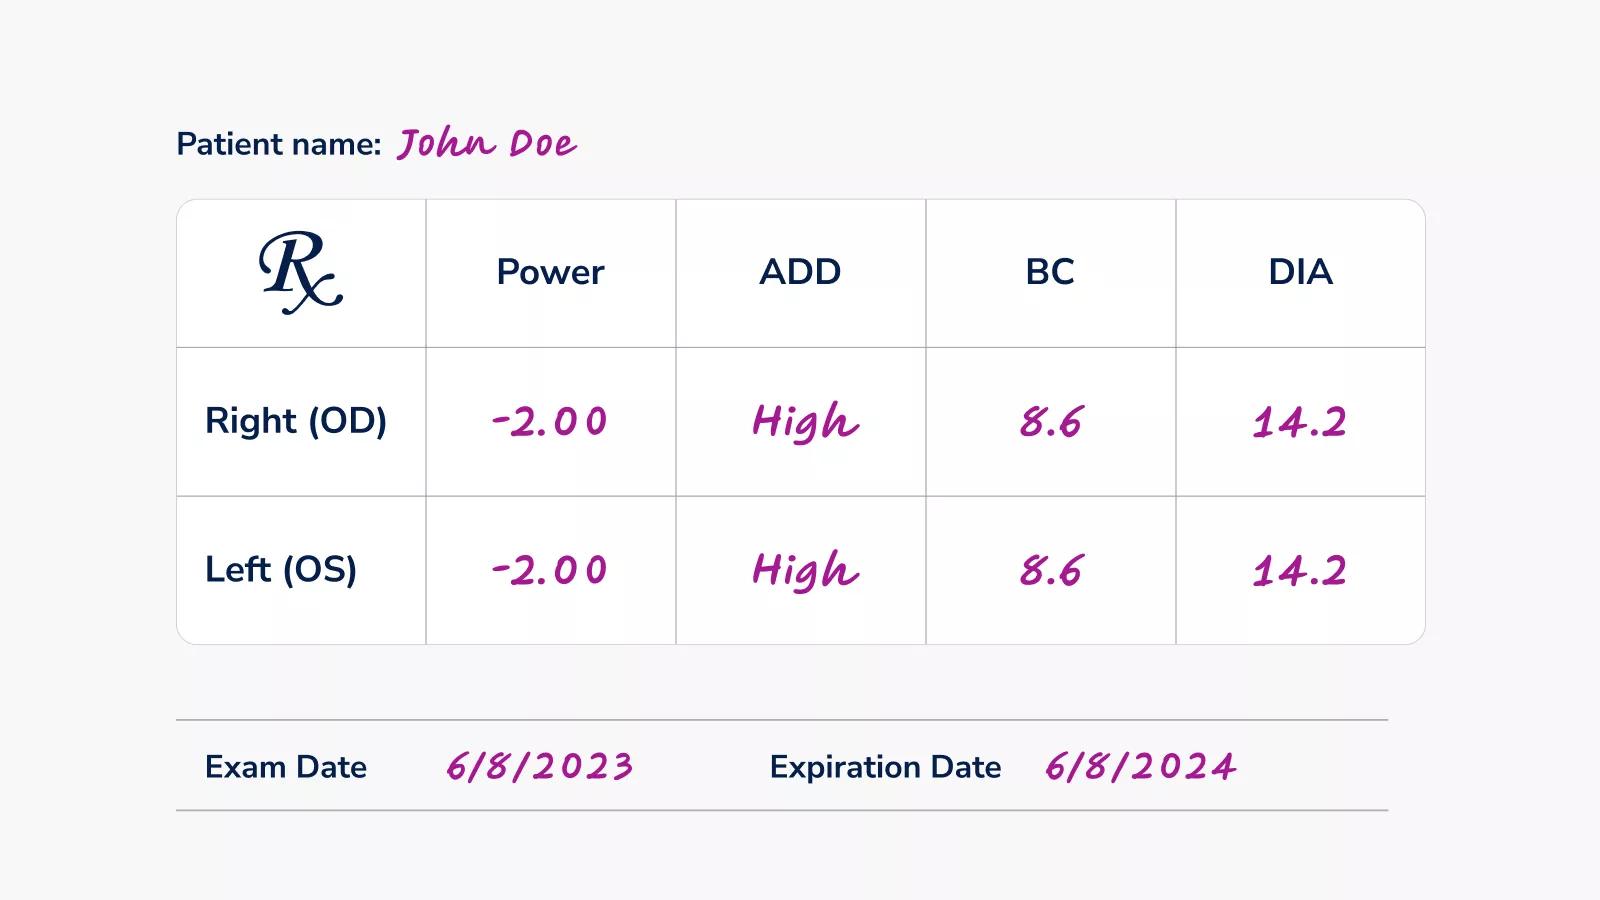 Patient name: John Doe
Rx Power ADD BC DIA
Right (OD) -2.00 High 8.6 14.2
Left (OS) -2.00 High 8.6 14.2
Exam Date 6/8/2023 Expiration Date 6/8/2024